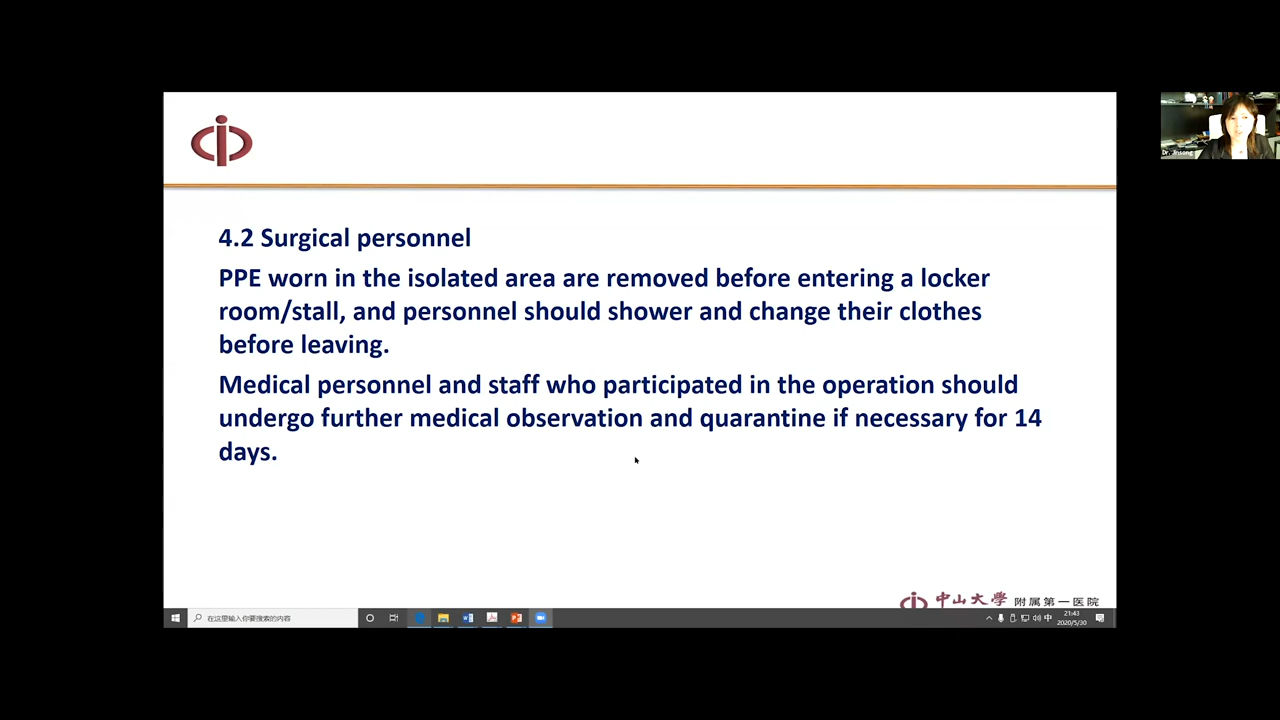 4.2 Surgical personnel
PPE worn in the isolated area are removed before entering a locker
room/stall, and personnel should shower and change their clothes
before leaving.
Medical personnel and staff who participated in the operation should
undergo further medical observation and quarantine if necessary for 14
days.
中山大学 附属第一医院
在这里输入你要搜索的内容
中
21:43
2020/5/30